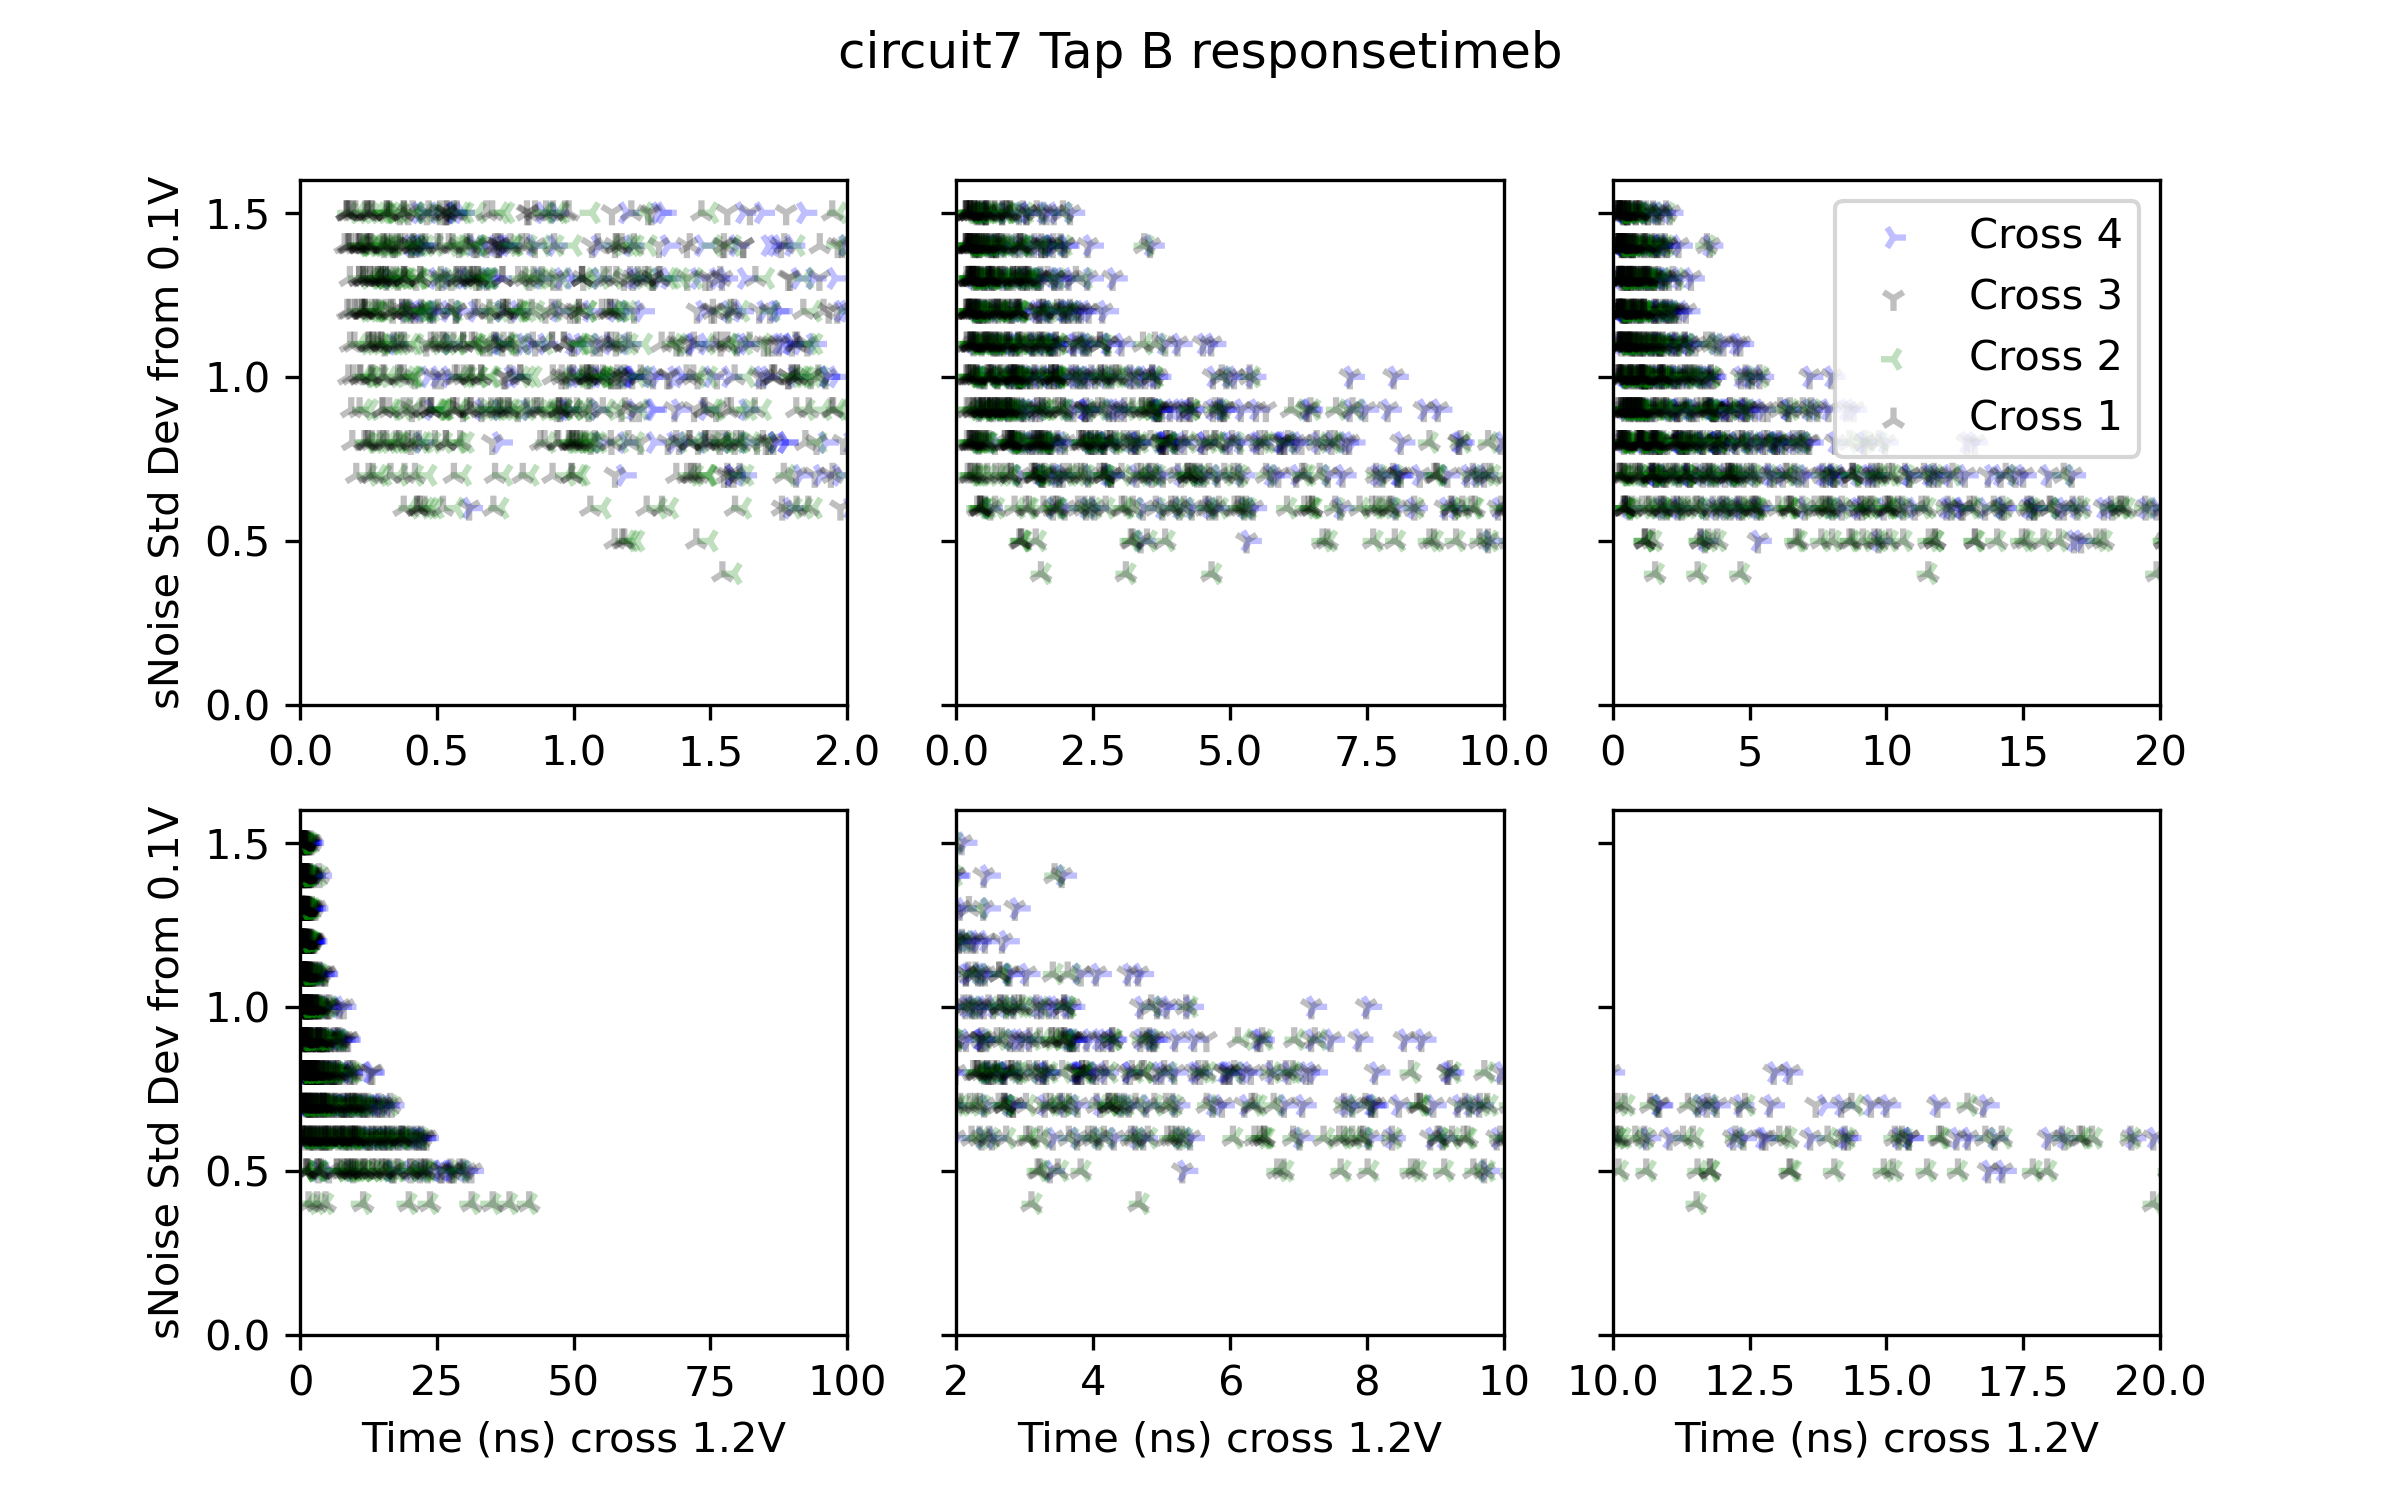 circuit7 Tap B responsetimeb
sNoise Std Dev from 0.1V
1.5
1.0
0.5
0.0
0.0 0.5 1.0 1.5 2.0
0.0 2.5 5.0 7.5 10.0
Cross 4
Cross 3
Cross 2
Cross 1
0 5 10 15 20
sNoise Std Dev from 0.1V
1.5
1.0
0.5
0.0
0 25 50 75 100
Time (ns) cross 1.2V
2 4 6 8 10
Time (ns) cross 1.2V
10.0 12.5 15.0 17.5 20.0
Time (ns) cross 1.2V